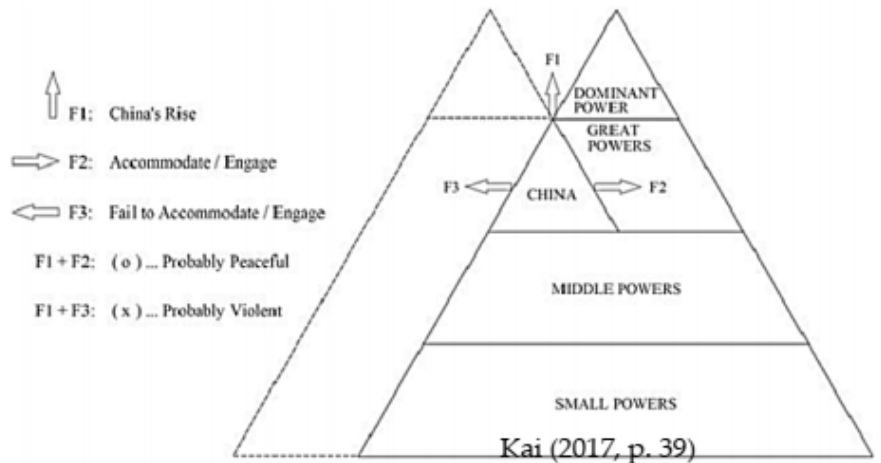 F1: China's Rise
F2: Accommodate / Engage
F3: Fail to Accommodate / Engage
F1 + F2: ( o ) ... Probably Peaceful
F1 + F3: ( x ) ... Probably Violent
F1
DOMINANT
POWER
GREAT
POWERS
F3
CHINA
F2
MIDDLE POWERS
SMALL POWERS
Kai (2017, p. 39)